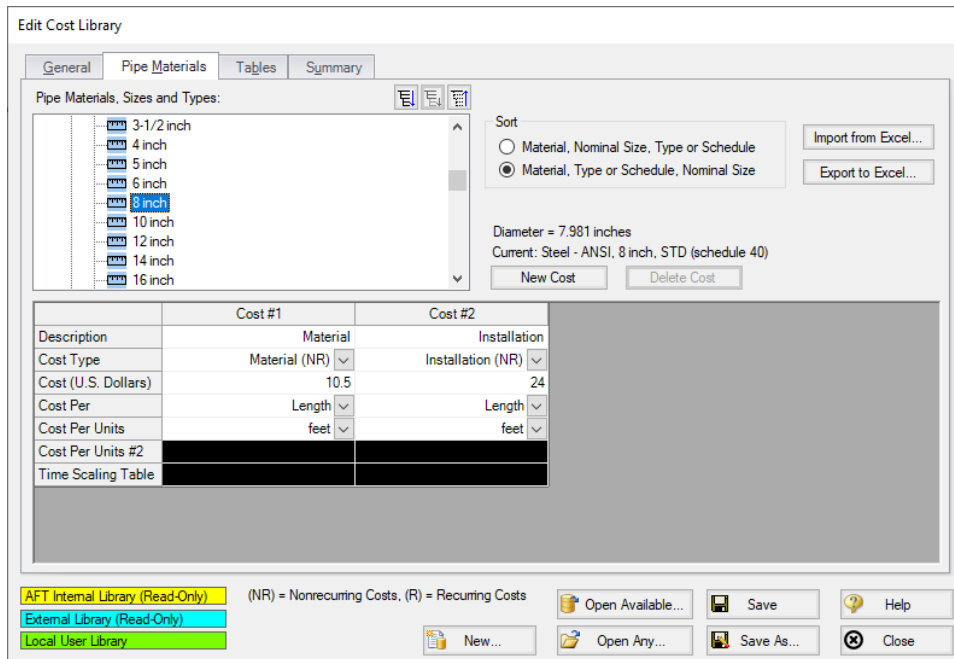 Edit Cost Library
General Pipe Materials Tables Summary
Pipe Materials, Sizes and Types:
3-1/2 inch
4 inch
5 inch
6 inch
8 inch
10 inch
12 inch
14 inch
16 inch
Sort
Material, Nominal Size, Type or Schedule
Material, Type or Schedule, Nominal Size
Import from Excel...
Export to Excel...
Diameter = 7.981 inches
Current: Steel - ANSI, 8 inch, STD (schedule 40)
New Cost Delete Cost
Cost #1 Cost #2
Description Material Installation
Cost Type Material (NR) Installation (NR)
Cost (U.S. Dollars) 10.5 24
Cost Per Length Length
Cost Per Units feet feet
Cost Per Units #2
Time Scaling Table
AFT Internal Library (Read-Only)
External Library (Read-Only)
Local User Library
(NR) = Nonrecurring Costs, (R) = Recurring Costs
Open Available... Save Help
New... Open Any... Save As... Close